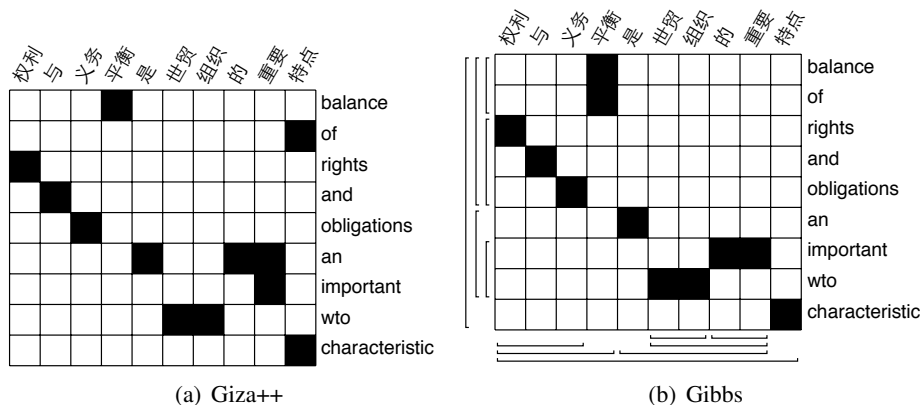 权利 与 义务 平衡 是 世贸 组织 的 重要 特点
balance
of
rights
and
obligations
an
important
wto
characteristic
(a) Giza++
权利 与 义务 平衡 是 世贸 组织 的 重要 特点
balance
of
rights
and
obligations
an
important
wto
characteristic
(b) Gibbs